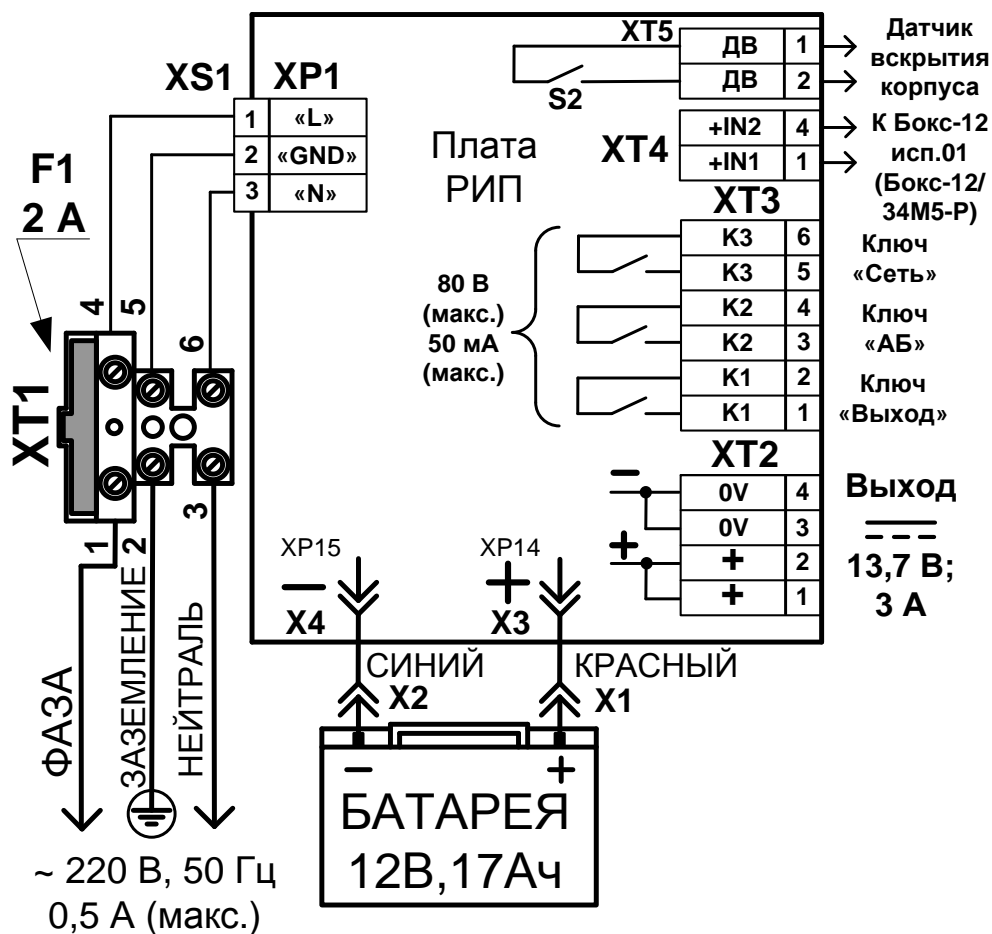 XT5
ДВ 1
ДВ 2
S2
Датчик
вскрытия
корпуса
XS1 XP1
1 «L»
2 «GND»
3 «N»
Плата
РИП
XT4
+IN2 4
+IN1 1
К Бокс-12
исп.01
(Бокс-12/
34М5-Р)
F1
2 А
XT3
K3 6
K3 5
K2 4
K2 3
K1 2
K1 1
80 В
(макс.)
50 мА
(макс.)
Ключ
«Сеть»
Ключ
«АБ»
Ключ
«Выход»
4
5
6
XT1
1
2
3
XT2
− 0V 4
0V 3
+ + 2
+ 1
Выход
13,7 В;
3 А
XP15
−
X4
XP14
+
X3
СИНИЙ
X2
КРАСНЫЙ
X1
ФАЗА
ЗАЗЕМЛЕНИЕ
НЕЙТРАЛЬ
− +
БАТАРЕЯ
12В,17Ач
~ 220 В, 50 Гц
0,5 А (макс.)